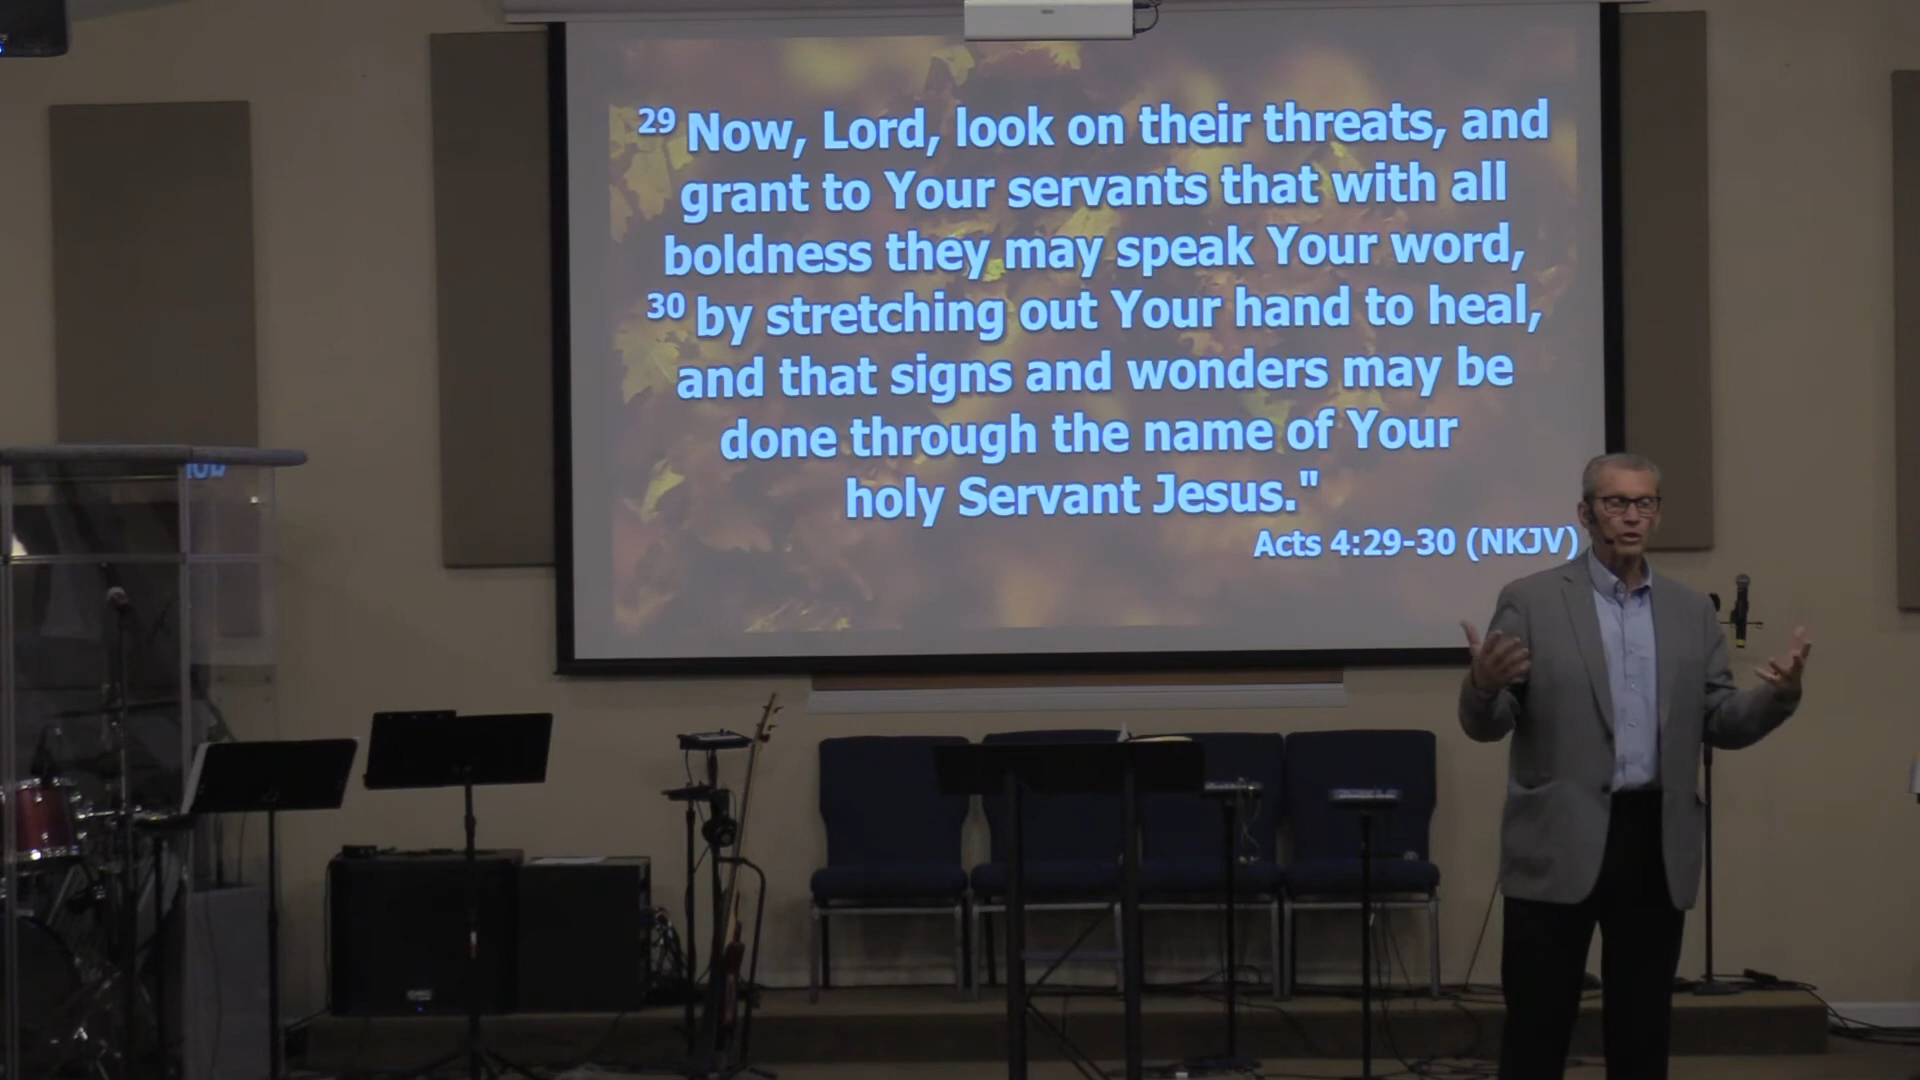 29 Now, Lord, look on their threats, and
grant to Your servants that with all
boldness they may speak Your word,
30 by stretching out Your hand to heal,
and that signs and wonders may be
done through the name of Your
holy Servant Jesus."
Acts 4:29-30 (NKJV)